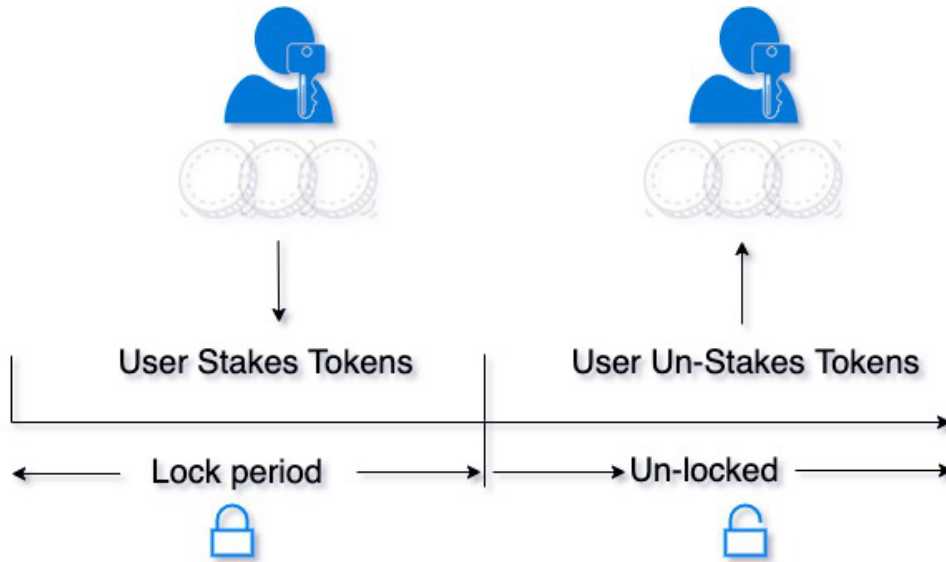 User Stakes Tokens
User Un-Stakes Tokens
Lock period
Un-locked